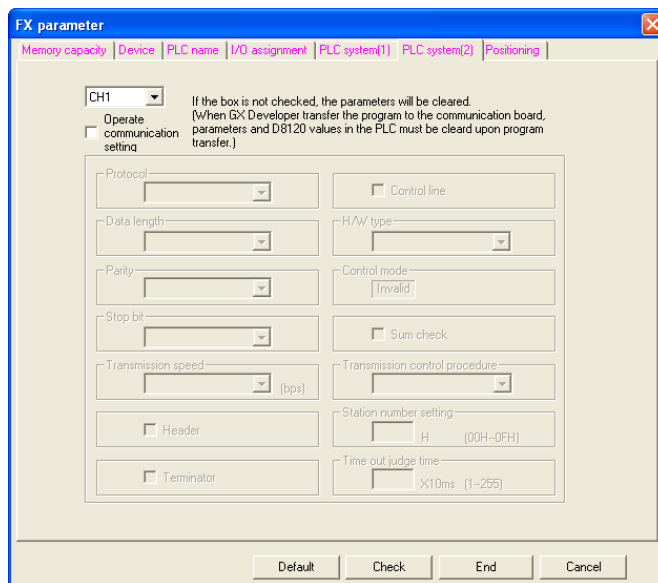 FX parameter
Memory capacity Device PLC name I/O assignment PLC system(1) PLC system(2) Positioning
CH1
If the box is not checked, the parameters will be cleared.
(When GX Developer transfer the program to the communication board,
parameters and D8120 values in the PLC must be cleard upon program
transfer.)
Operate
communication
setting
Protocol
Control line
Data length
H/W type
Parity
Control mode
Invalid
Stop bit
Sum check
Transmission speed
(bps)
Transmission control procedure
Header
Station number setting
H (00H--0FH)
Terminator
Time out judge time
X10ms (1--255)
Default Check End Cancel